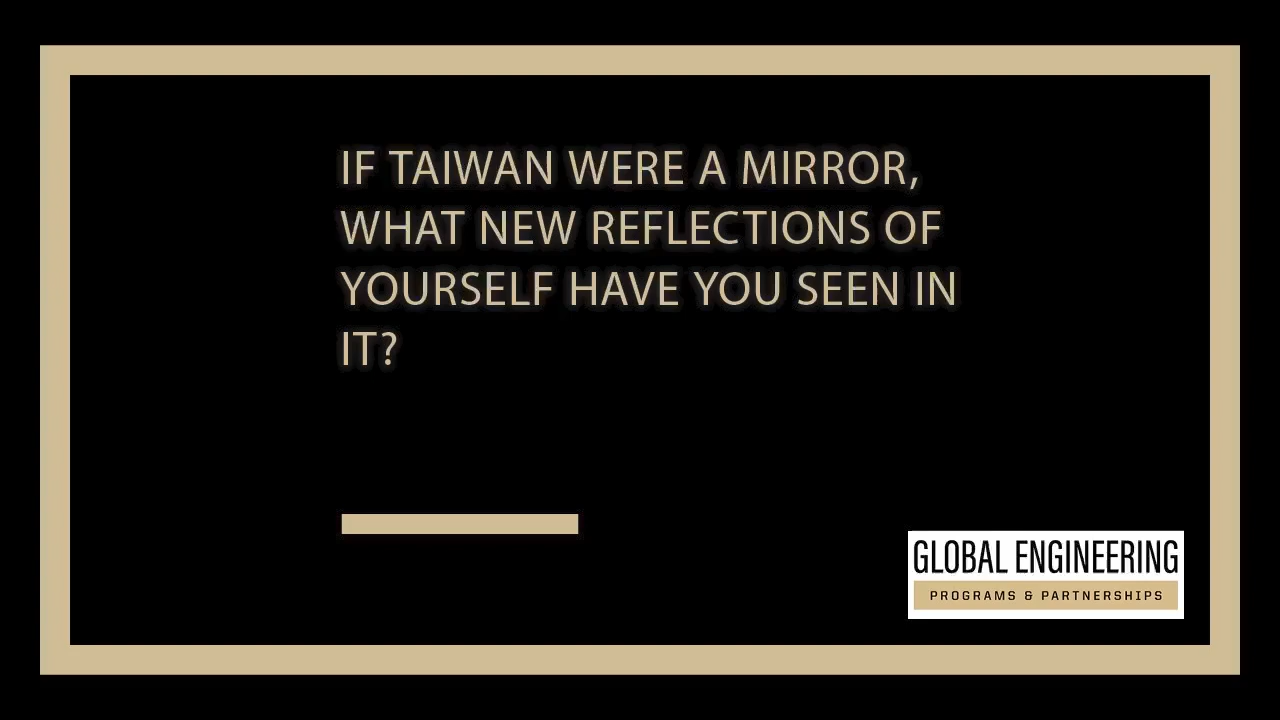 IF TAIWAN WERE A MIRROR,
WHAT NEW REFLECTIONS OF
YOURSELF HAVE YOU SEEN IN
IT?
GLOBAL ENGINEERING
PROGRAMS & PARTNERSHIPS